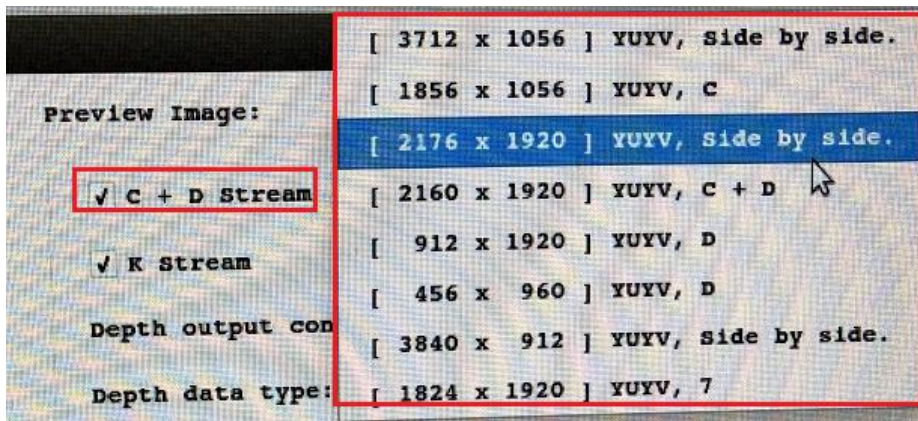 Preview Image:
✓ C + D Stream
✓ K Stream
Depth output con
Depth data type:
[ 3712 x 1056 ] YUYV, Side by side.
[ 1856 x 1056 ] YUYV, C
[ 2176 x 1920 ] YUYV, Side by side.
[ 2160 x 1920 ] YUYV, C + D
[ 912 x 1920 ] YUYV, D
[ 456 x 960 ] YUYV, D
[ 3840 x 912 ] YUYV, Side by side.
[ 1824 x 1920 ] YUYV, 7